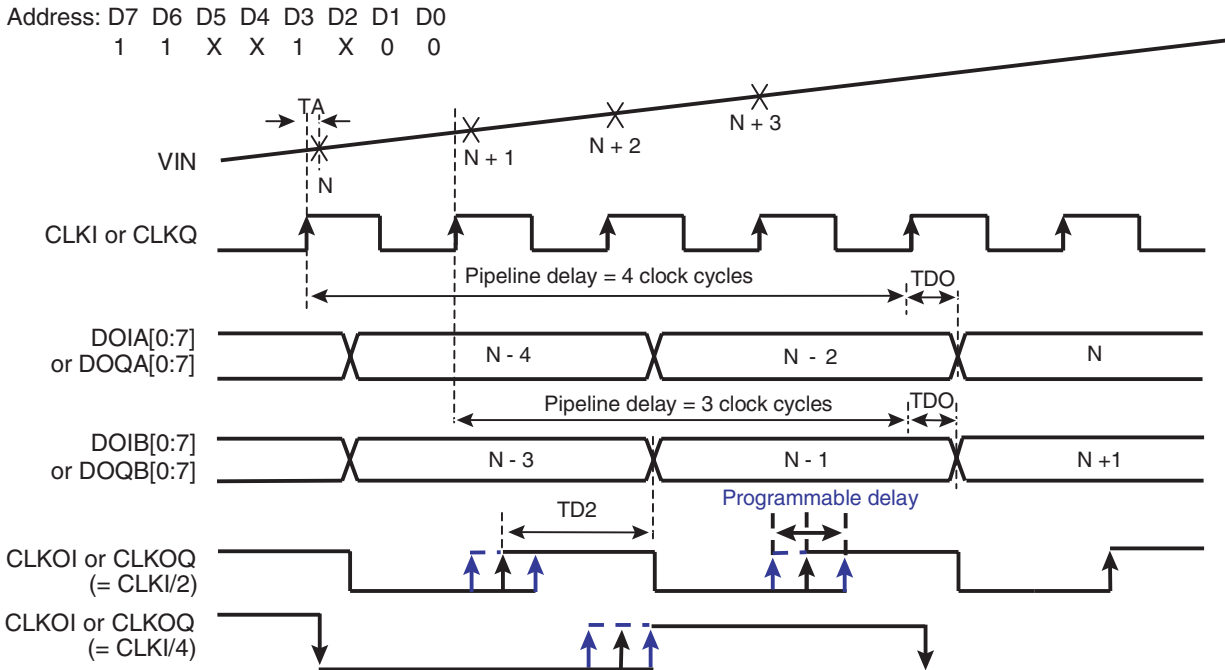 Address: D7 D6 D5 D4 D3 D2 D1 D0
1 1 X X 1 X 0 0
TA
VIN
N
N + 1
N + 2
N + 3
CLKI or CLKQ
Pipeline delay = 4 clock cycles
TDO
DOIA[0:7]
or DOQA[0:7]
N - 4
N - 2
N
Pipeline delay = 3 clock cycles
TDO
DOIB[0:7]
or DOQB[0:7]
N - 3
N - 1
N +1
TD2
Programmable delay
CLKOI or CLKOQ
(= CLKI/2)
CLKOI or CLKOQ
(= CLKI/4)